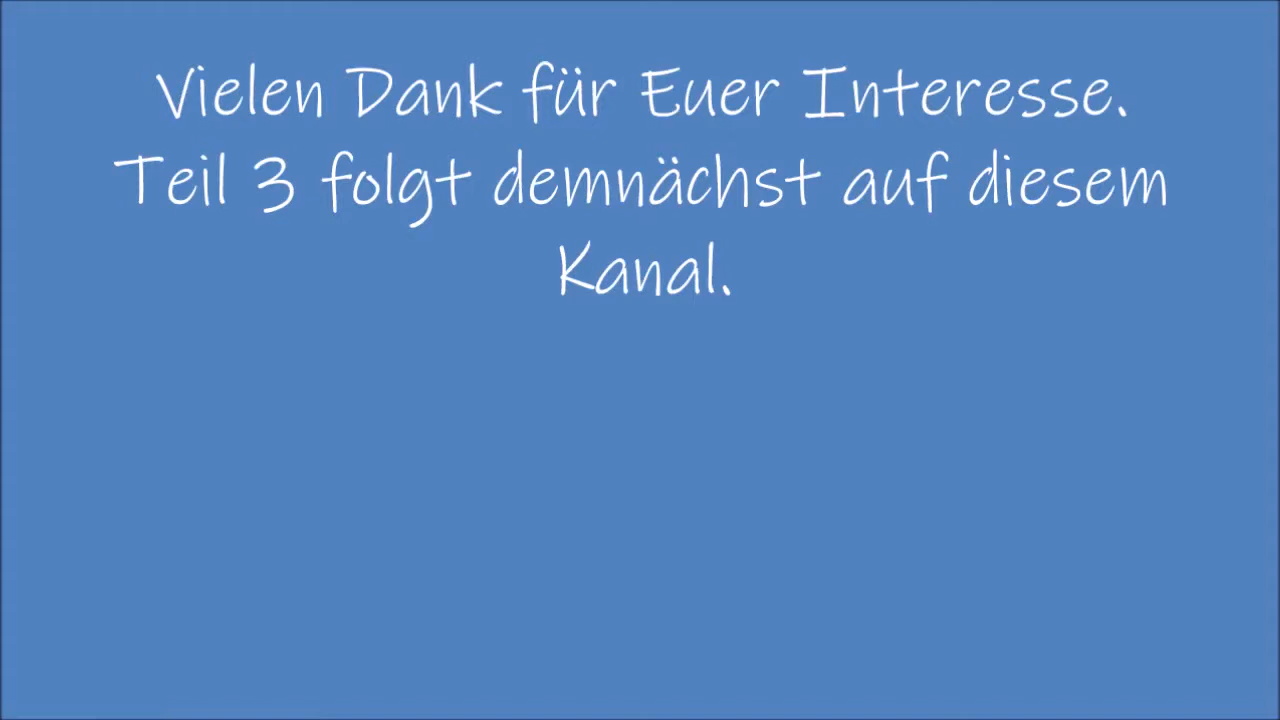 Vielen Dank für Euer Interesse.
Teil 3 folgt demnächst auf diesem
Kanal.